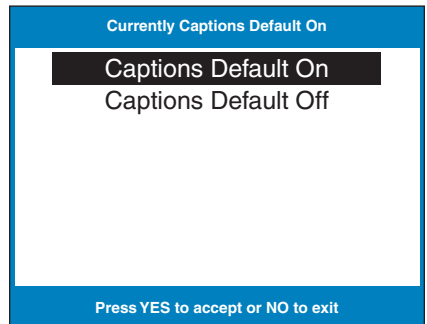 Currently Captions Default On
Captions Default On
Captions Default Off
Press YES to accept or NO to exit